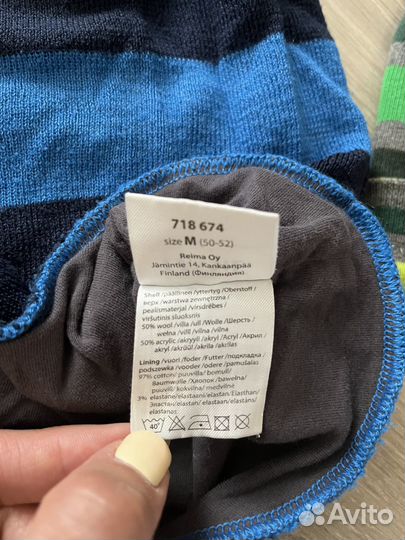 718 674
size M (50-52)
Reima Oy
Jämintie 14, Kankaanpää
Finland (Финляндия)
Shell/päällinen/yttertyg/Oberstoff/
верх/warstwa zewnętrzna/
pealismaterjal/virsdrēbes/
viršutinis sluoksnis
50% wool/villa/ull/Wolle/Шерсть/
wełna/villi/vilna/vilna
50% acrylic/akryyli/akryl/Acryl/Акрил/
akryl/akrüül/akrila/akrilas
Lining/vuori/foder/Futter/подкладка/
podszewka/vooder/odere/pamušalas
97% cotton/puuvilla/bomull/
Baumwolle/Хлопок/bawełna/
puuvill/kokvilna/medvilnė
3% elastane/elastaani/elastan/Elasthan/
Эластан/elastan/elastaan/
elastāns/elastanas
40°
Avito